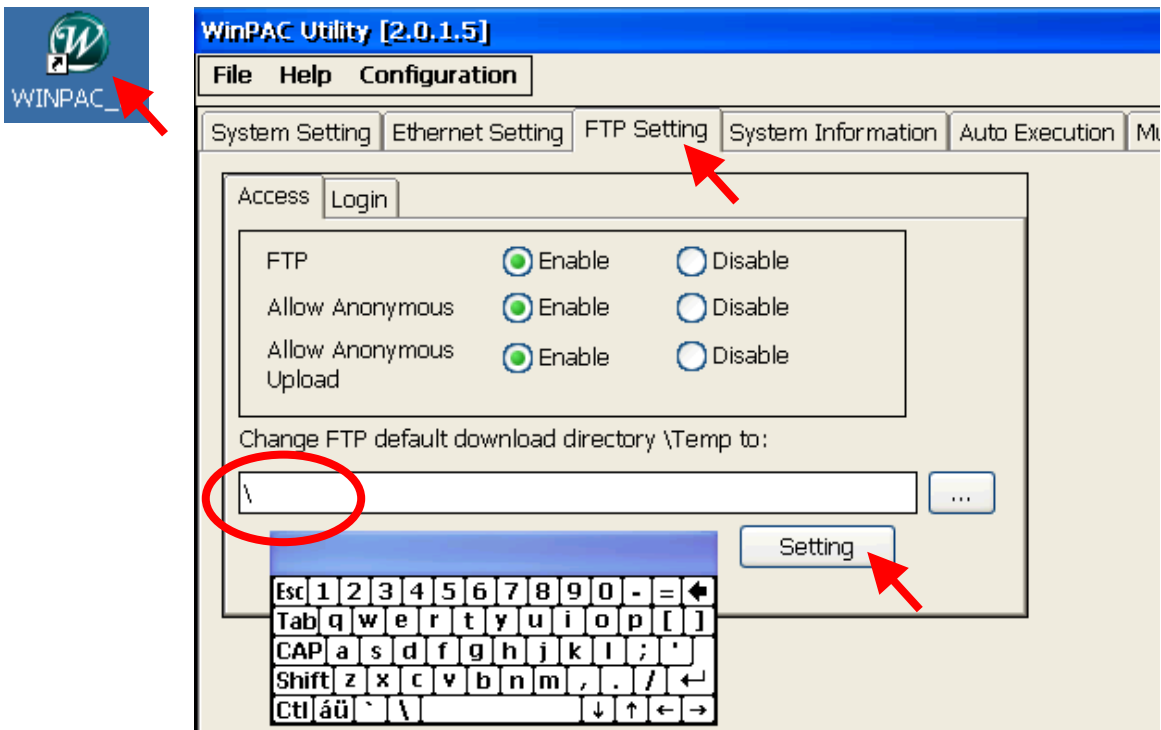 WINPAC_
WinPAC Utility [2.0.1.5]
File Help Configuration
System Setting Ethernet Setting FTP Setting System Information Auto Execution Mu
Access Login
FTP Enable Disable
Allow Anonymous Enable Disable
Allow Anonymous
Upload Enable Disable
Change FTP default download directory \Temp to:
\ ...
Setting
Esc 1 2 3 4 5 6 7 8 9 0 - =
Tab q w e r t y u i o p [ ]
CAP a s d f g h j k l ; '
Shift z x c v b n m , . / ↵
Ctl áü ` \ ↓ ↑ ← →